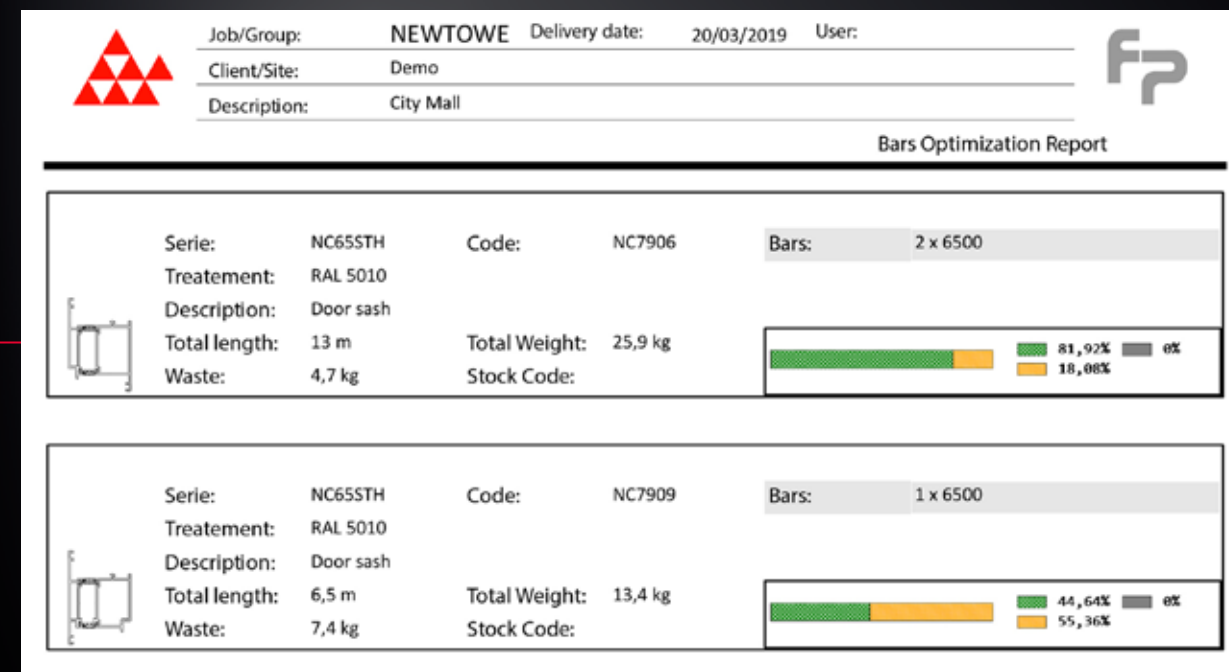 Job/Group: NEWTOWE Delivery date: 20/03/2019 User:
Client/Site: Demo
Description: City Mall
FP
Bars Optimization Report
Serie: NC65STH Code: NC7906 Bars: 2 x 6500
Treatement: RAL 5010
Description: Door sash
Total length: 13 m Total Weight: 25,9 kg
Waste: 4,7 kg Stock Code:
81,92% 0%
18,08%
Serie: NC65STH Code: NC7909 Bars: 1 x 6500
Treatement: RAL 5010
Description: Door sash
Total length: 6,5 m Total Weight: 13,4 kg
Waste: 7,4 kg Stock Code:
44,64% 0%
55,36%